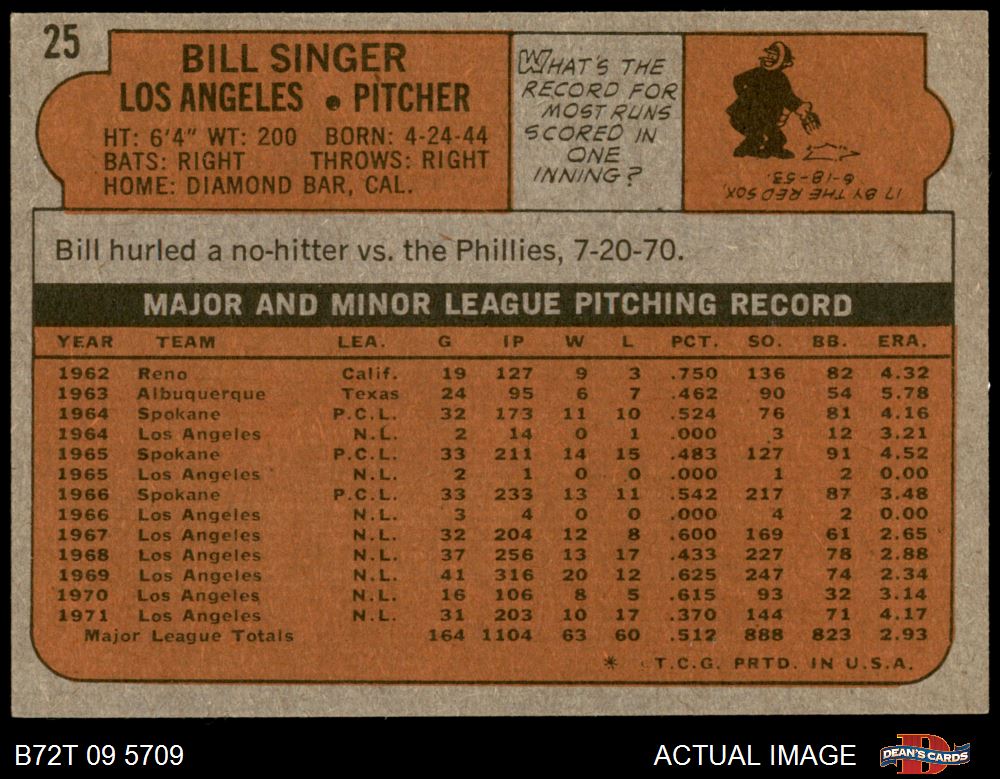 25
BILL SINGER
LOS ANGELES • PITCHER
HT: 6'4" WT: 200 BORN: 4-24-44
BATS: RIGHT THROWS: RIGHT
HOME: DIAMOND BAR, CAL.
WHAT'S THE
RECORD FOR
MOST RUNS
SCORED IN
ONE
INNING?
17 BY THE RED SOX,
6-18-53.
Bill hurled a no-hitter vs. the Phillies, 7-20-70.
MAJOR AND MINOR LEAGUE PITCHING RECORD
YEAR TEAM LEA. G IP W L PCT. SO. BB. ERA.
1962 Reno Calif. 19 127 9 3 .750 136 82 4.32
1963 Albuquerque Texas 24 95 6 7 .462 90 54 5.78
1964 Spokane P.C.L. 32 173 11 10 .524 76 81 4.16
1964 Los Angeles N.L. 2 14 0 1 .000 3 12 3.21
1965 Spokane P.C.L. 33 211 14 15 .483 127 91 4.52
1965 Los Angeles N.L. 2 1 0 0 .000 1 2 0.00
1966 Spokane P.C.L. 33 233 13 11 .542 217 87 3.48
1966 Los Angeles N.L. 3 4 0 0 .000 4 2 0.00
1967 Los Angeles N.L. 32 204 12 8 .600 169 61 2.65
1968 Los Angeles N.L. 37 256 13 17 .433 227 78 2.88
1969 Los Angeles N.L. 41 316 20 12 .625 247 74 2.34
1970 Los Angeles N.L. 16 106 8 5 .615 93 32 3.14
1971 Los Angeles N.L. 31 203 10 17 .370 144 71 4.17
Major League Totals 164 1104 63 60 .512 888 823 2.93
* T.C.G. PRTD. IN U.S.A.
B72T 09 5709
ACTUAL IMAGE
DEAN'S CARDS